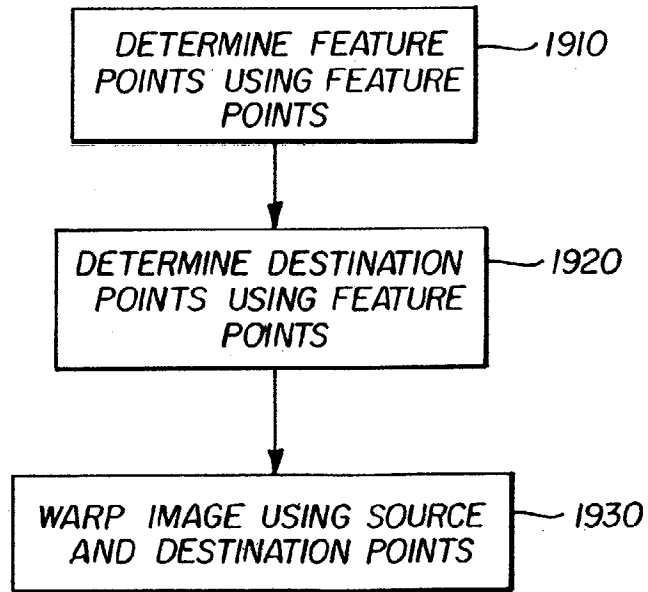 DETERMINE FEATURE
POINTS USING FEATURE
POINTS
1910
DETERMINE DESTINATION
POINTS USING FEATURE
POINTS
1920
WARP IMAGE USING SOURCE
AND DESTINATION POINTS
1930